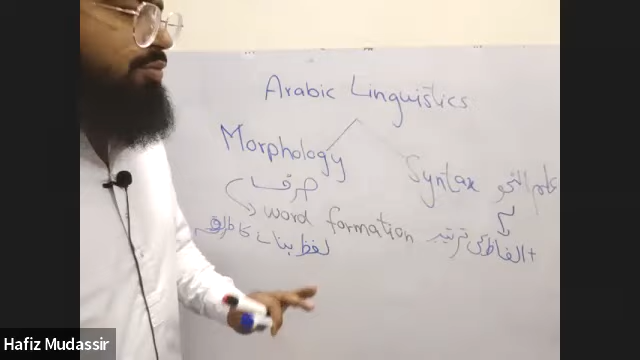 Arabic Linguistics
Morphology
Syntax علم النحو
صرف
word formation
لفظ بنانے کا طریقہ
+ الفاظ کی ترتیب
Hafiz Mudassir